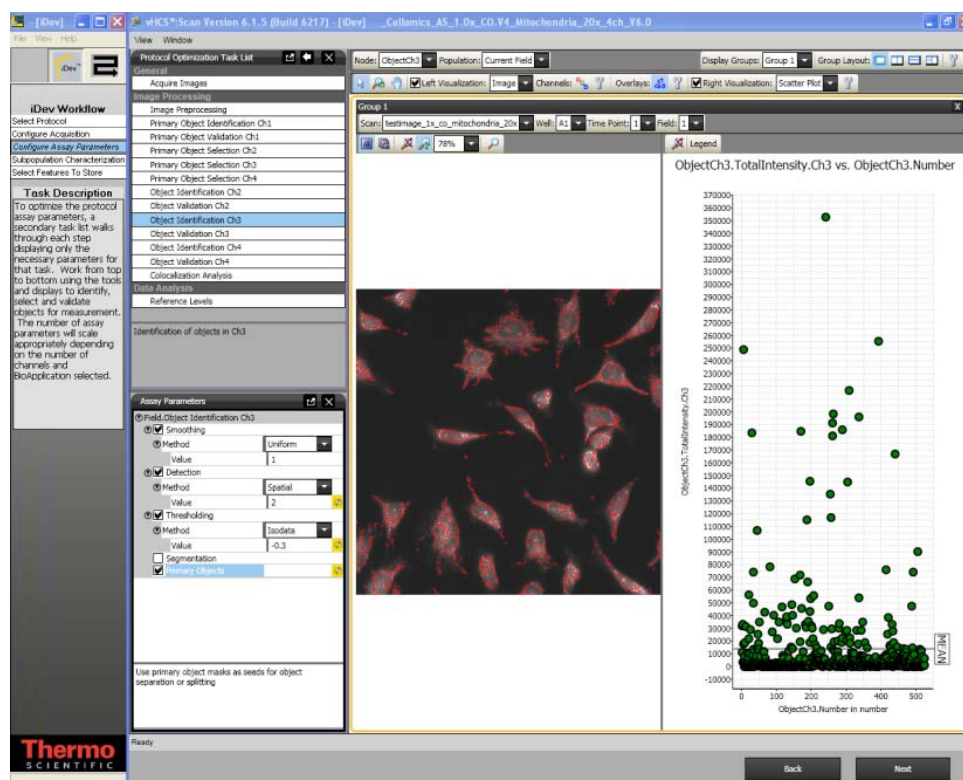 - [iDev]
File View Help
iDev™
iDev Workflow
Select Protocol
Configure Acquisition
Configure Assay Parameters
Subpopulation Characterization
Select Features To Store
Task Description
To optimize the protocol
assay parameters, a
secondary task list walks
through each step
displaying only the
necessary parameters for
that task. Work from top
to bottom using the tools
and displays to identify,
select and validate
objects for measurement.
The number of assay
parameters will scale
appropriately depending
on the number of
channels and
BioApplication selected.
Thermo
SCIENTIFIC
vHCS™:Scan Version 6.1.5 (Build 6217) - [iDev) _Cellomics_AS_1.0x_CO.V4_Mitochondria_20x_4ch_V6.0
View Window
Protocol Optimization Task List
General
Acquire Images
Image Processing
Image Preprocessing
Primary Object Identification Ch1
Primary Object Validation Ch1
Primary Object Selection Ch2
Primary Object Selection Ch3
Primary Object Selection Ch4
Object Identification Ch2
Object Validation Ch2
Object Identification Ch3
Object Validation Ch3
Object Identification Ch4
Object Validation Ch4
Colocalization Analysis
Data Analysis
Reference Levels
Identification of objects in Ch3
Assay Parameters
Field.Object Identification Ch3
Smoothing
Method Uniform
Value 1
Detection
Method Spatial
Value 2
Thresholding
Method Isodata
Value -0.3
Segmentation
Primary Objects
Use primary object masks as seeds for object
separation or splitting
Node: ObjectCh3 Population: Current Field Display Groups: Group 1 Group Layout:
Left Visualization: Image Channels: Overlays: Right Visualization: Scatter Plot
Group 1 X
Scan: testimage_1x_co_mitochondria_20x Well: A1 Time Point: 1 Field: 1
78%
Legend
ObjectCh3.TotalIntensity.Ch3 vs. ObjectCh3.Number
370000
360000
350000
340000
330000
320000
310000
300000
290000
280000
270000
260000
250000
240000
230000
220000
210000
200000
190000
180000
170000
160000
150000
140000
130000
120000
110000
100000
90000
80000
70000
60000
50000
40000
30000
20000
10000
0
-10000
ObjectCh3.TotalIntensity.Ch3
MEAN
0 100 200 300 400 500
ObjectCh3.Number in number
Ready
Back Next